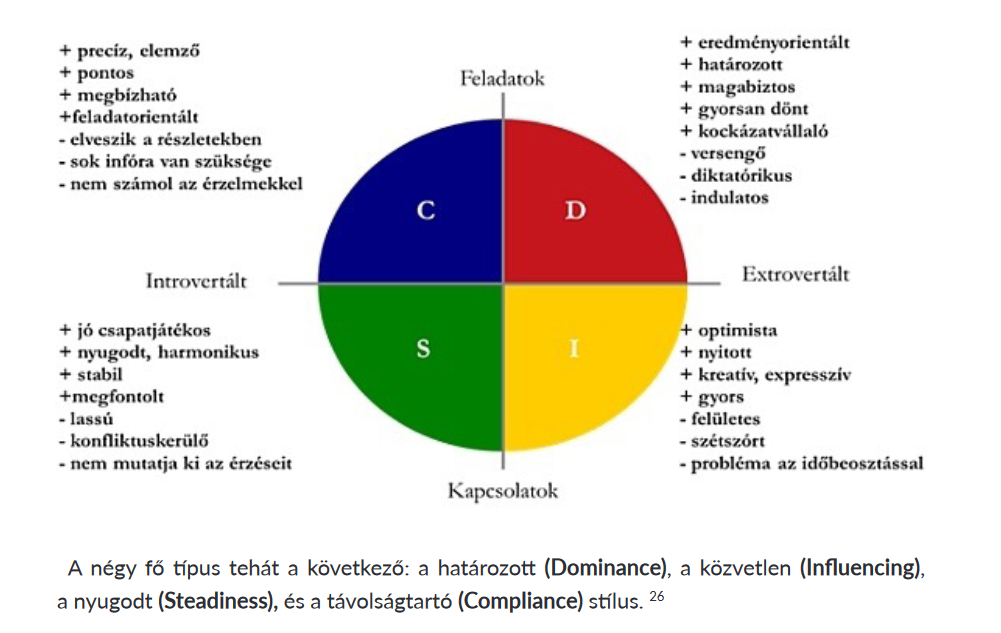 + precíz, elemző
+ pontos
+ megbízható
+feladatorientált
- elveszik a részletekben
- sok infóra van szüksége
- nem számol az érzelmekkel
Feladatok
+ eredményorientált
+ határozott
+ magabiztos
+ gyorsan dönt
+ kockázatvállaló
- versengő
- diktatórikus
- indulatos
C
D
Introvertált
Extrovertált
S
I
+ jó csapatjátékos
+ nyugodt, harmonikus
+ stabil
+megfontolt
- lassú
- konfliktuskerülő
- nem mutatja ki az érzéseit
+ optimista
+ nyitott
+ kreatív, expresszív
+ gyors
- felületes
- szétszórt
- probléma az időbeosztással
Kapcsolatok
A négy fő típus tehát a következő: a határozott (Dominance), a közvetlen (Influencing),
a nyugodt (Steadiness), és a távolságtartó (Compliance) stílus. 26